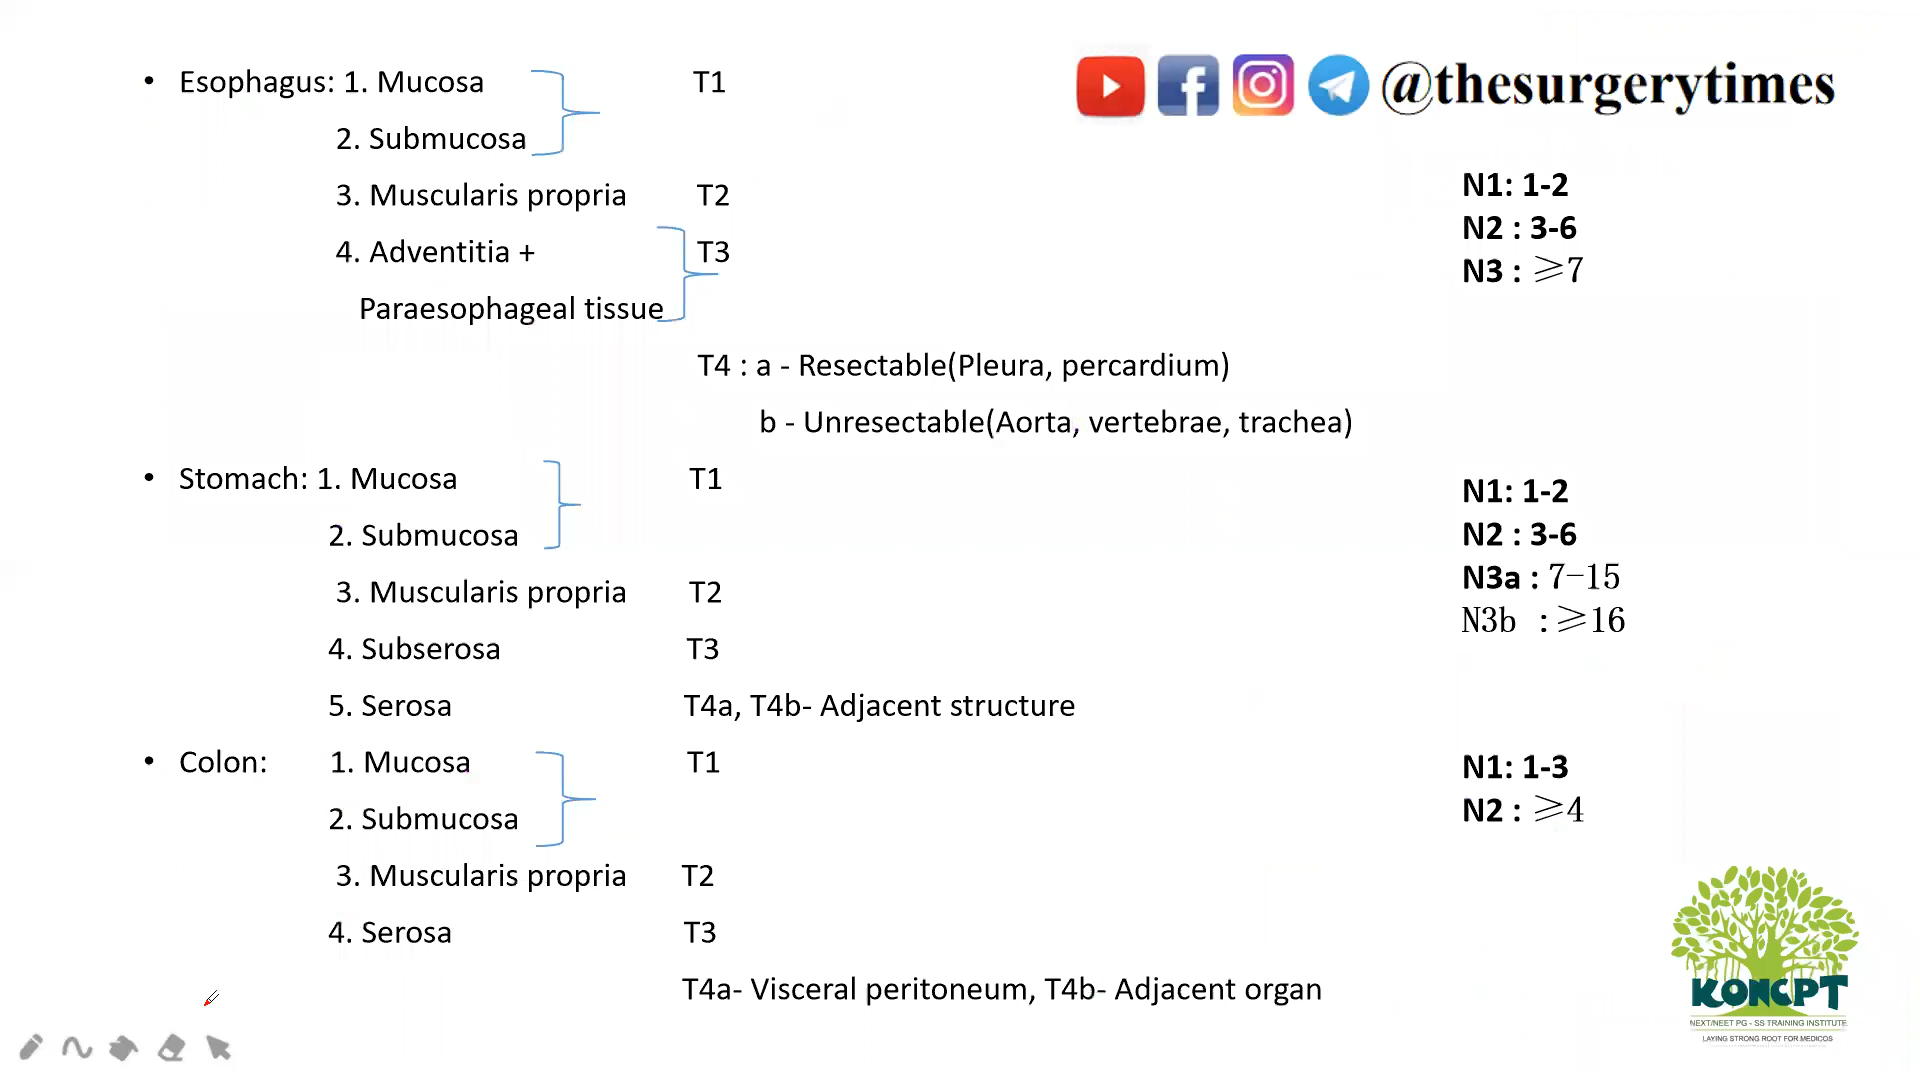 • Esophagus: 1. Mucosa T1
@thesurgerytimes
2. Submucosa
3. Muscularis propria T2
4. Adventitia + T3
Paraesophageal tissue
T4 : a - Resectable(Pleura, percardium)
b - Unresectable(Aorta, vertebrae, trachea)
N1: 1-2
N2 : 3-6
N3 : ≥7
• Stomach: 1. Mucosa T1
2. Submucosa
3. Muscularis propria T2
4. Subserosa T3
5. Serosa T4a, T4b- Adjacent structure
N1: 1-2
N2 : 3-6
N3a : 7-15
N3b : ≥16
• Colon: 1. Mucosa T1
2. Submucosa
3. Muscularis propria T2
4. Serosa T3
T4a- Visceral peritoneum, T4b- Adjacent organ
N1: 1-3
N2 : ≥4
KONCPT
NEXT/NEET PG - SS TRAINING INSTITUTE
LAYING STRONG ROOT FOR MEDICOS